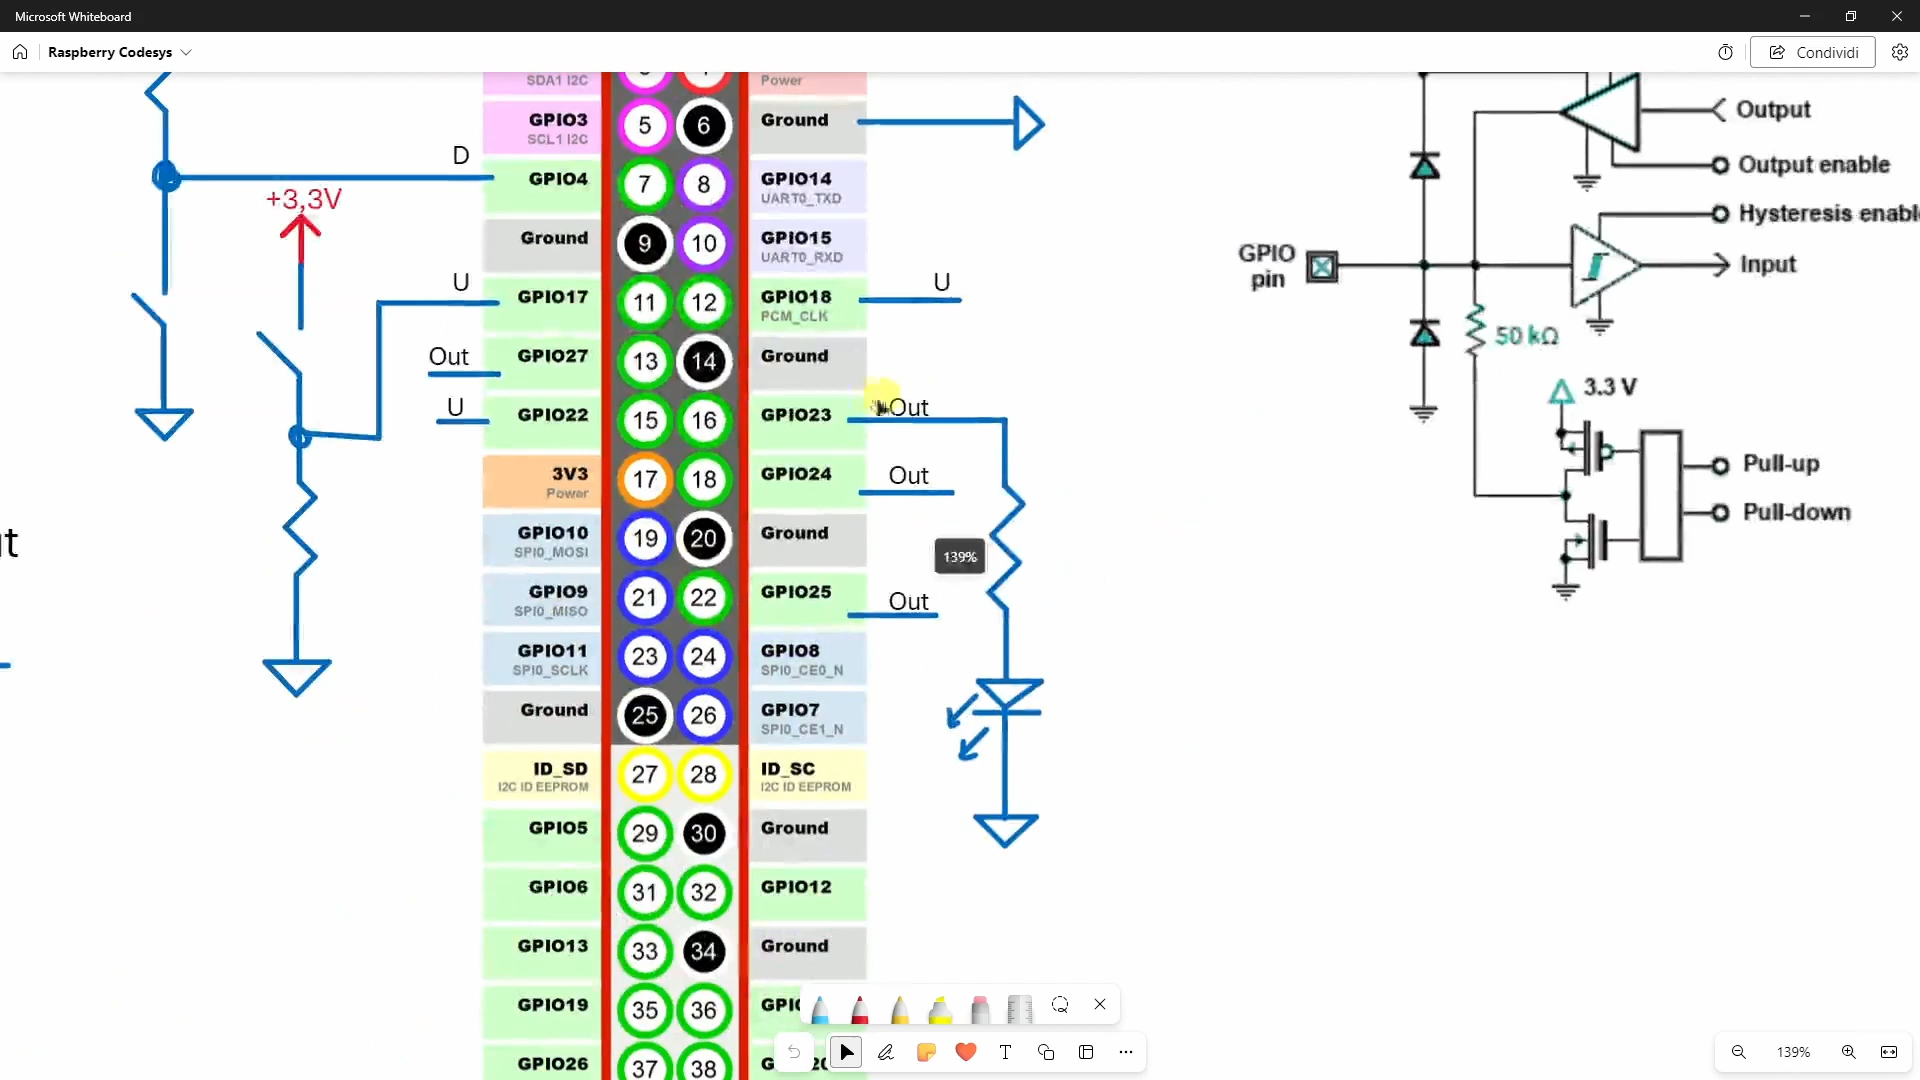 Microsoft Whiteboard
Raspberry Codesys
Condividi
SDA1 I2C
Power
GPIO3
SCL1 I2C
5
6
Ground
D
GPIO4
7
8
GPIO14
UART0_TXD
+3,3V
Ground
9
10
GPIO15
UART0_RXD
U
GPIO17
11
12
GPIO18
PCM_CLK
U
Out
GPIO27
13
14
Ground
U
GPIO22
15
16
GPIO23
Out
3V3
Power
17
18
GPIO24
Out
GPIO10
SPI0_MOSI
19
20
Ground
139%
GPIO9
SPI0_MISO
21
22
GPIO25
Out
GPIO11
SPI0_SCLK
23
24
GPIO8
SPI0_CE0_N
Ground
25
26
GPIO7
SPI0_CE1_N
ID_SD
I2C ID EEPROM
27
28
ID_SC
I2C ID EEPROM
GPIO5
29
30
Ground
GPIO6
31
32
GPIO12
GPIO13
33
34
Ground
GPIO19
35
36
GPIO26
37
38
Output
Output enable
Hysteresis enabl
GPIO
pin
Input
50 kΩ
3.3 V
Pull-up
Pull-down
139%